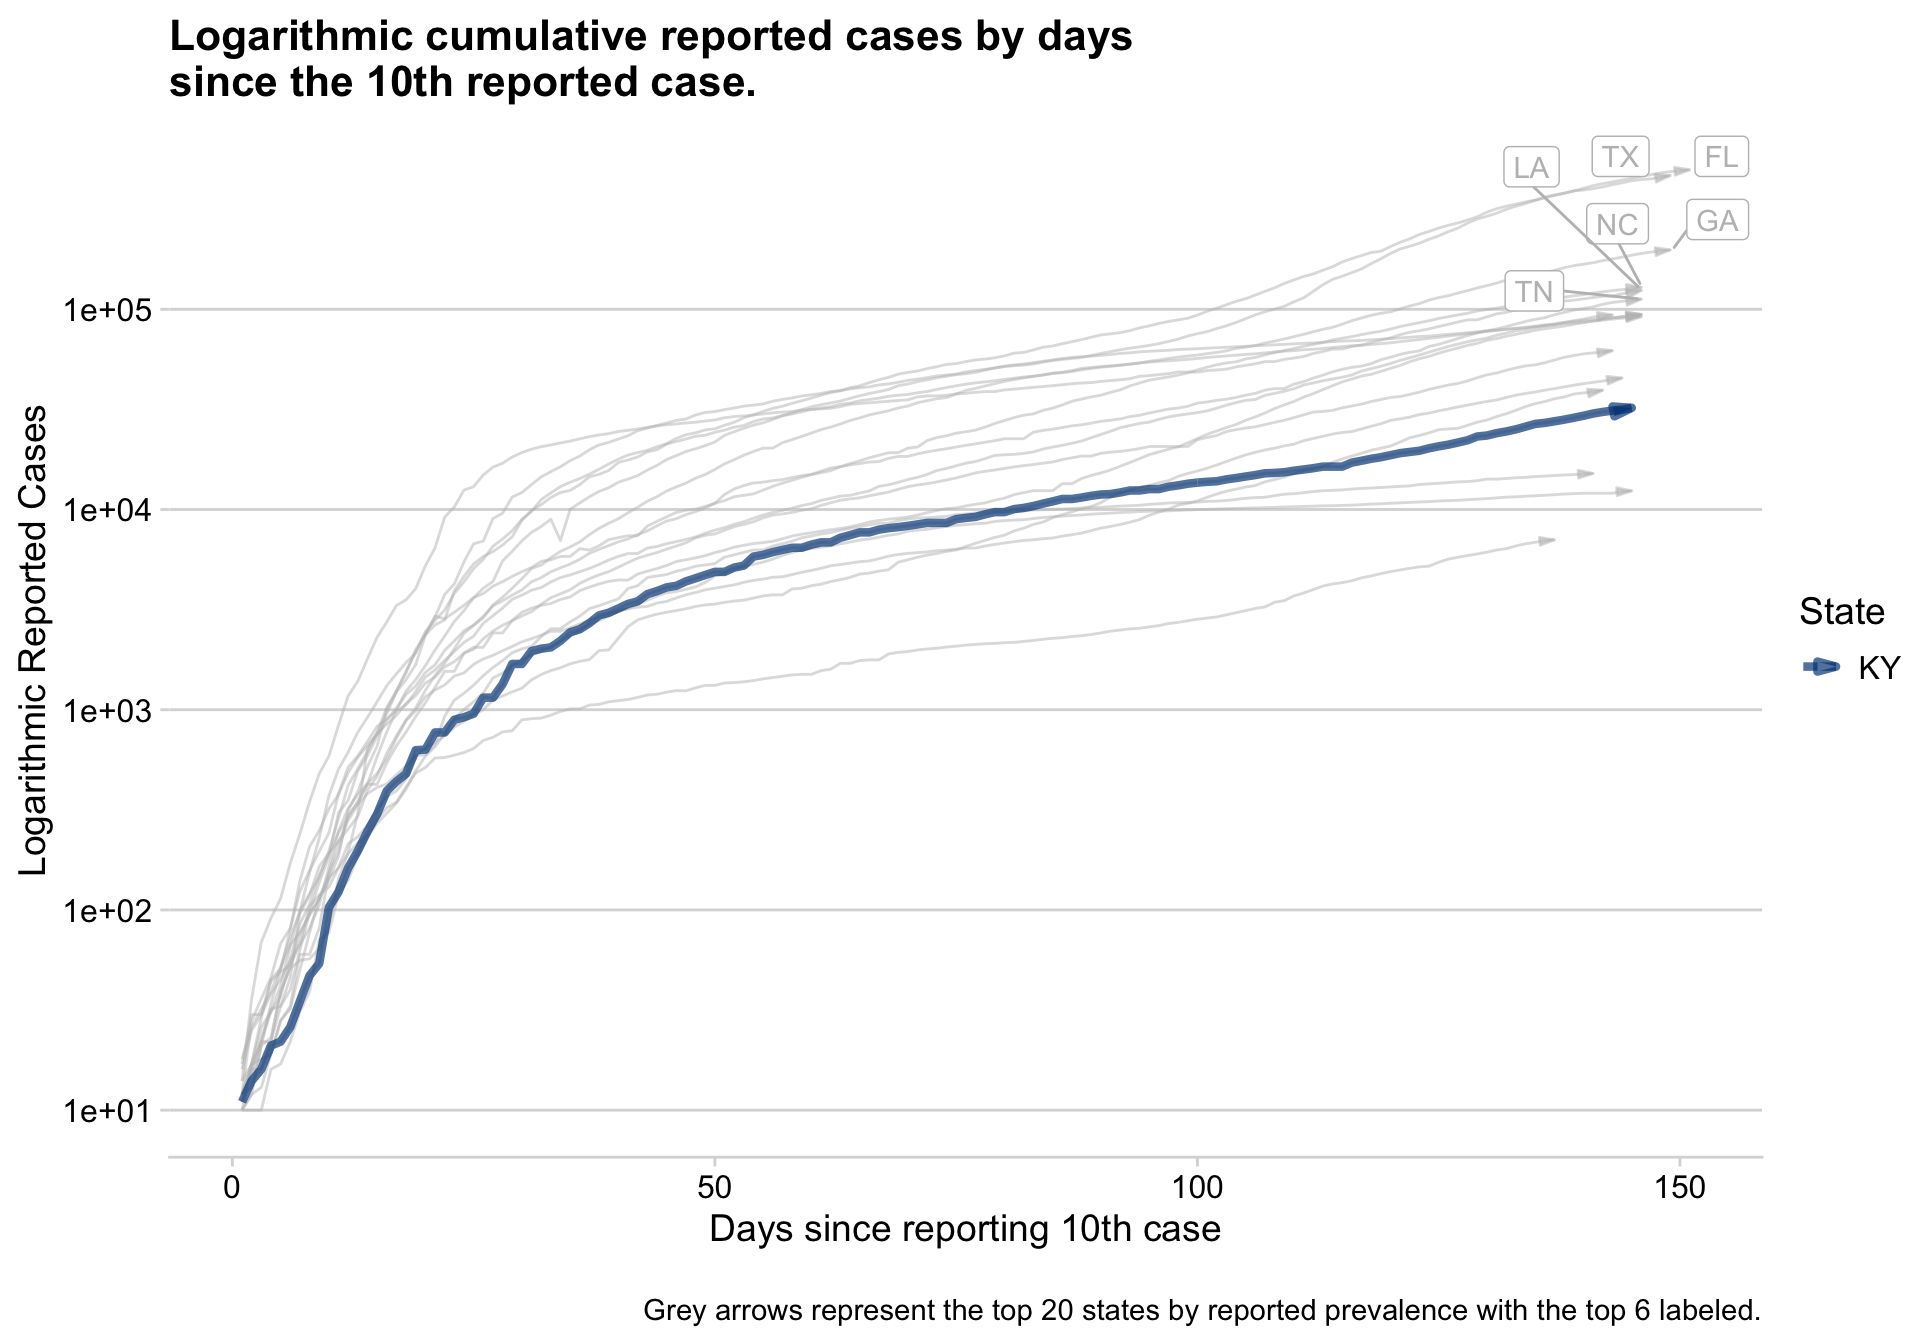 Logarithmic cumulative reported cases by days
since the 10th reported case.
LA
TX
FL
NC
GA
TN
1e+05
1e+04
1e+03
1e+02
1e+01
Logarithmic Reported Cases
0 50 100 150
Days since reporting 10th case
State
KY
Grey arrows represent the top 20 states by reported prevalence with the top 6 labeled.